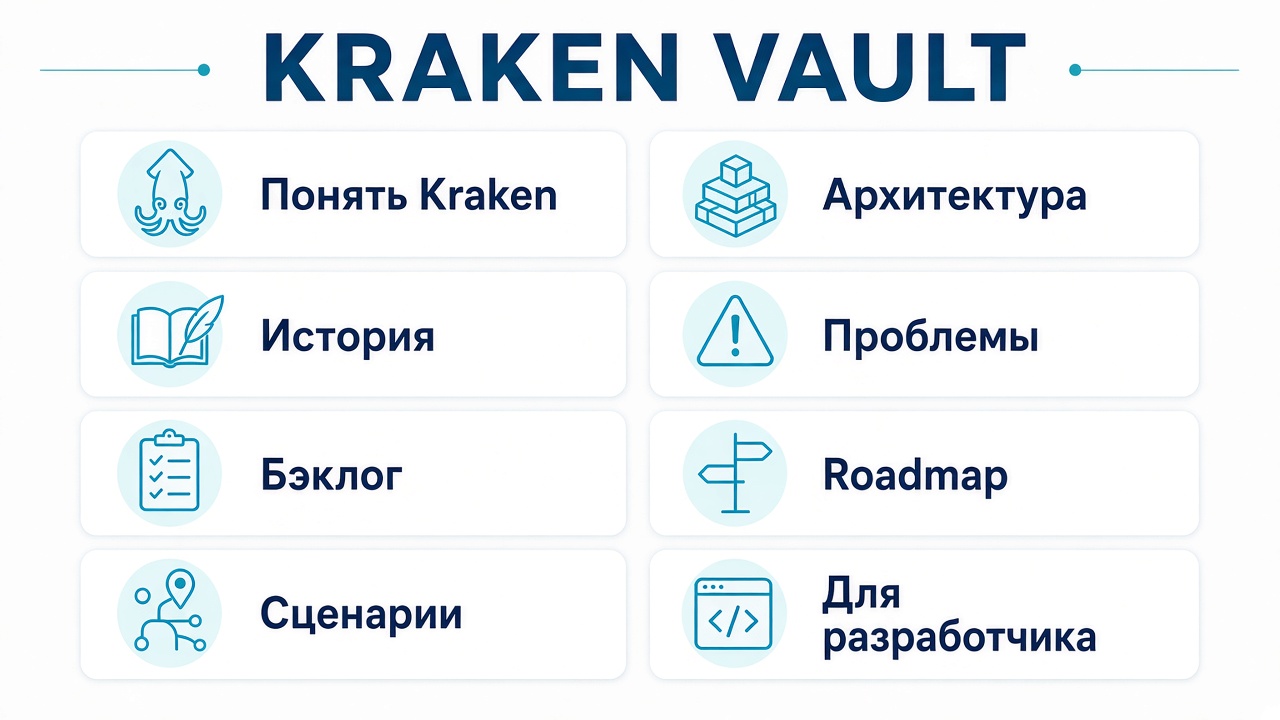 KRAKEN VAULT
Понять Kraken
Архитектура
История
Проблемы
Бэклог
Roadmap
Сценарии
Для
разработчика